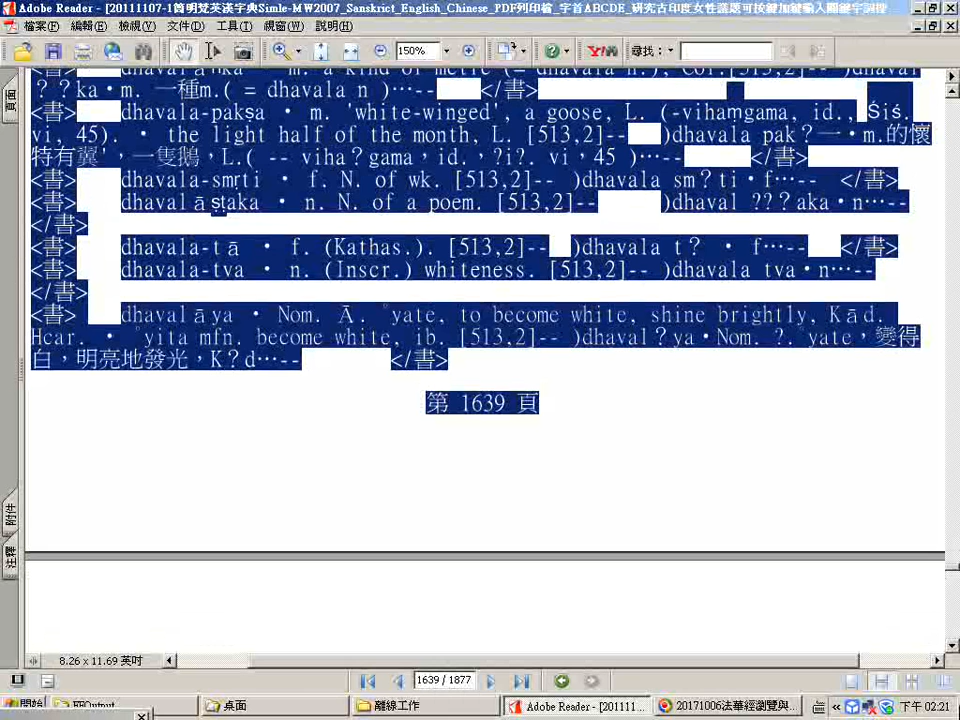 Adobe Reader - [20111107-1簡明梵英漢字典Simle-MW2007_Sanskrict_English_Chinese_PDF列印檔_字首ABCDE_研究古印度女性議題可按鍵加鍵輸入關鍵字詞搜
檔案(F) 編輯(E) 檢視(V) 文件(D) 工具(T) 視窗(W) 說明(H)
150% 尋找：
頁面
？？ka・m. 一種m.( = dhavala n )…-- </書>
<書> dhavala-pakṣa ・ m. 'white-winged', a goose, L. (-vihaṃgama, id., Śiś.
vi, 45). ・ the light half of the month, L. [513,2]-- )dhavala pak？一・m.的懷
特有翼'，一隻鵝，L.( -- viha？gama，id.，?i?. vi，45 )…-- </書>
<書> dhavala-smṛti ・ f. N. of wk. [513,2]-- )dhavala sm？ti・f…-- </書>
<書> dhavalāṣṭaka ・ n. N. of a poem. [513,2]-- )dhaval ???aka・n…--
</書>
<書> dhavala-tā ・ f. (Kathas.). [513,2]-- )dhavala t？ ・ f…-- </書>
<書> dhavala-tva ・ n. (Inscr.) whiteness. [513,2]-- )dhavala tva・n…--
</書>
<書> dhavalāya ・ Nom. Ā. °yate, to become white, shine brightly, Kād.
Hcar. ・ °yita mfn. become white, ib. [513,2]-- )dhaval？ya・Nom. ?. °yate，變得
白，明亮地發光，K？d…-- </書>
第 1639 頁
附件
注釋
8.26 x 11.69 英吋
1639 / 1877
開始 FFOutput 桌面 離線工作 Adobe Reader - [201111... 20171006法華經瀏覽與... 下午 02:21